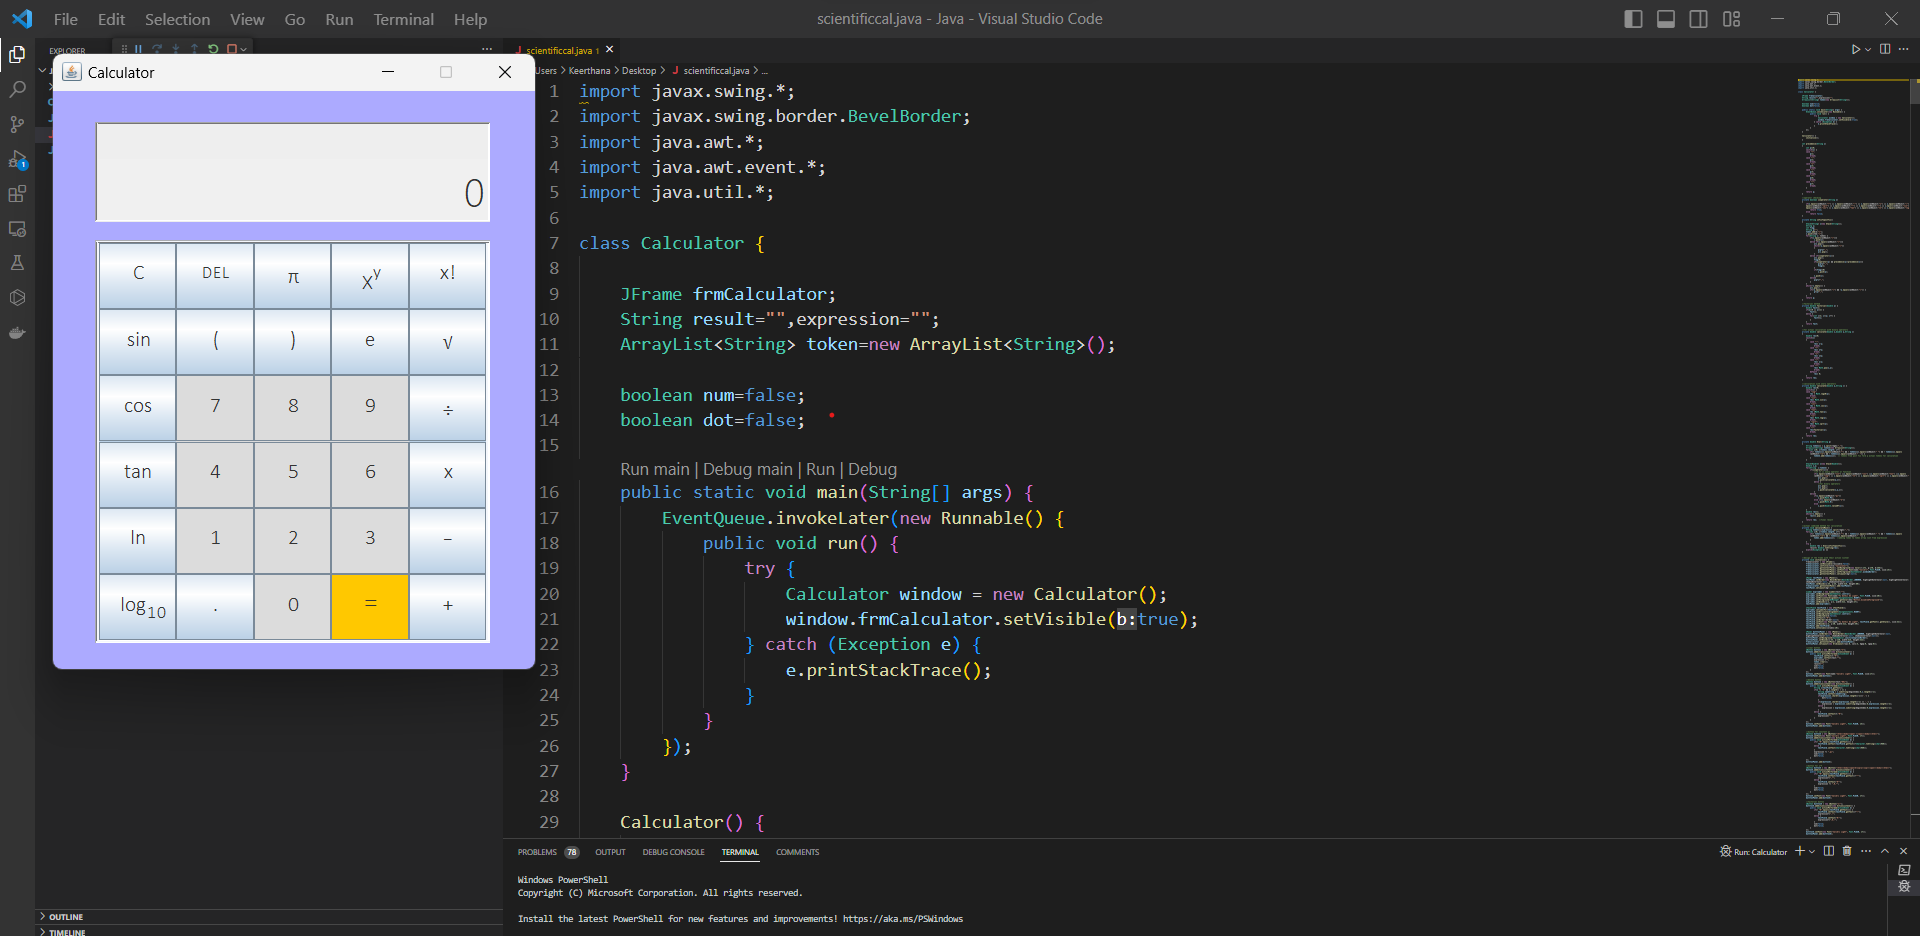 File Edit Selection View Go Run Terminal Help
scientificcal.java - Java - Visual Studio Code
EXPLORER
scientificcal.java 1
Users > Keerthana > Desktop > J scientificcal.java > ...
Calculator
0
C DEL π Xʸ x!
sin ( ) e √
cos 7 8 9 ÷
tan 4 5 6 x
ln 1 2 3 –
log₁₀ . 0 = +
1 import javax.swing.*;
2 import javax.swing.border.BevelBorder;
3 import java.awt.*;
4 import java.awt.event.*;
5 import java.util.*;
6
7 class Calculator {
8
9 JFrame frmCalculator;
10 String result="",expression="";
11 ArrayList<String> token=new ArrayList<String>();
12
13 boolean num=false;
14 boolean dot=false;
15
Run main | Debug main | Run | Debug
16 public static void main(String[] args) {
17 EventQueue.invokeLater(new Runnable() {
18 public void run() {
19 try {
20 Calculator window = new Calculator();
21 window.frmCalculator.setVisible(b:true);
22 } catch (Exception e) {
23 e.printStackTrace();
24 }
25 }
26 });
27 }
28
29 Calculator() {
PROBLEMS 78 OUTPUT DEBUG CONSOLE TERMINAL COMMENTS
Run: Calculator
Windows PowerShell
Copyright (C) Microsoft Corporation. All rights reserved.
Install the latest PowerShell for new features and improvements! https://aka.ms/PSWindows
OUTLINE
TIMELINE